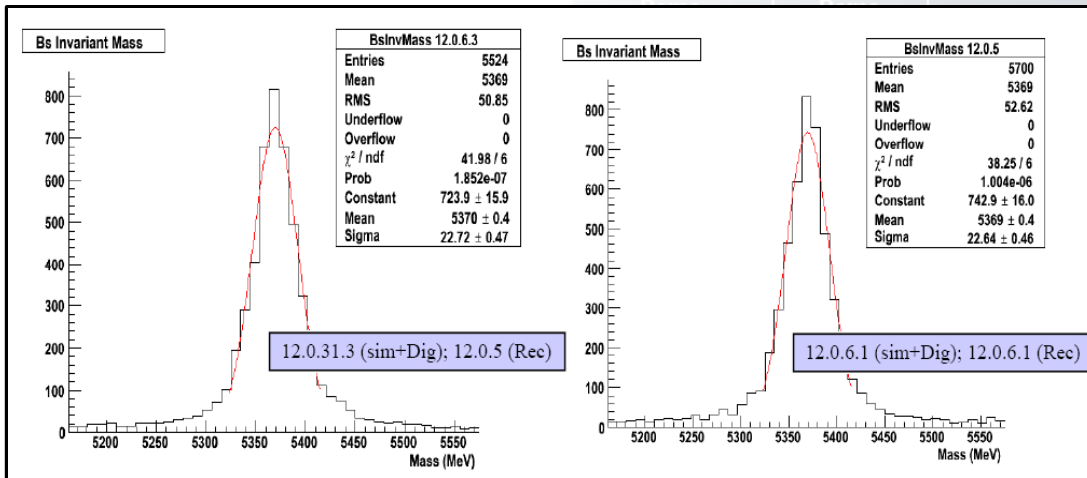 Bs Invariant Mass
BsInvMass 12.0.6.3
Entries 5524
Mean 5369
RMS 50.85
Underflow 0
Overflow 0
χ² / ndf 41.98 / 6
Prob 1.852e-07
Constant 723.9 ± 15.9
Mean 5370 ± 0.4
Sigma 22.72 ± 0.47
800
700
600
500
400
300
200
100
0
12.0.31.3 (sim+Dig); 12.0.5 (Rec)
5200 5250 5300 5350 5400 5450 5500 5550
Mass (MeV)
Bs Invariant Mass
BsInvMass 12.0.5
Entries 5700
Mean 5369
RMS 52.62
Underflow 0
Overflow 0
χ² / ndf 38.25 / 6
Prob 1.004e-06
Constant 742.9 ± 16.0
Mean 5369 ± 0.4
Sigma 22.64 ± 0.46
800
700
600
500
400
300
200
100
0
12.0.6.1 (sim+Dig); 12.0.6.1 (Rec)
5200 5250 5300 5350 5400 5450 5500 5550
Mass (MeV)